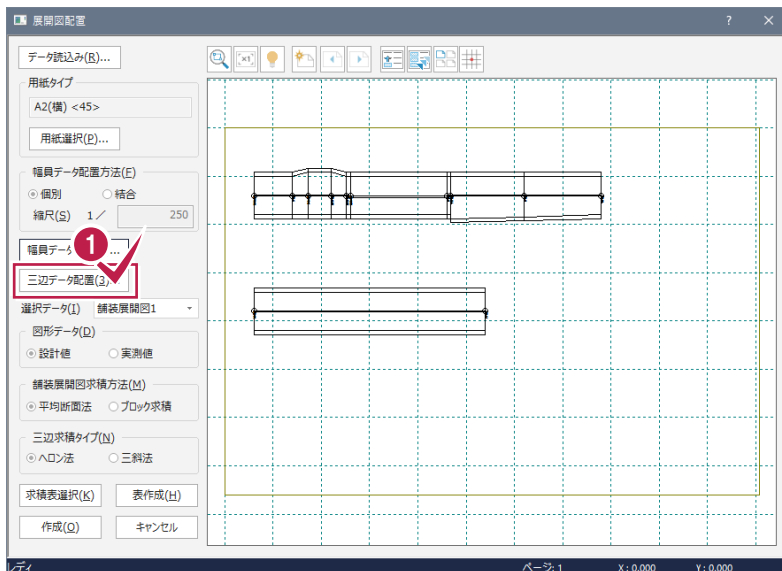 展開図配置
? ×
データ読込み(R)...
×1
用紙タイプ
A2(横) <45>
用紙選択(P)...
幅員データ配置方法(F)
個別 結合
縮尺(S) 1／ 250
1
幅員データ
...
三辺データ配置(3)
選択データ(I) 舗装展開図1
図形データ(D)
設計値 実測値
舗装展開図求積方法(M)
平均断面法 ブロック求積
三辺求積タイプ(N)
ヘロン法 三斜法
求積表選択(K) 表作成(H)
作成(O) キャンセル
レディ ページ: 1 X : 0.000 Y : 0.000